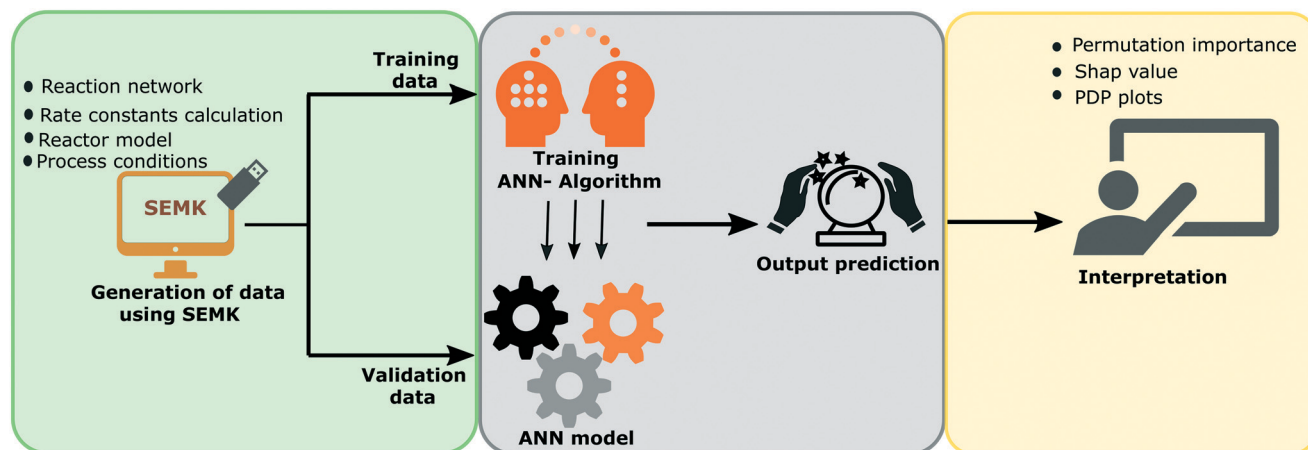 Reaction network
Rate constants calculation
Reactor model
Process conditions
SEMK
Generation of data
using SEMK
Training
data
Validation
data
Training
ANN- Algorithm
ANN model
Output prediction
Permutation importance
Shap value
PDP plots
Interpretation